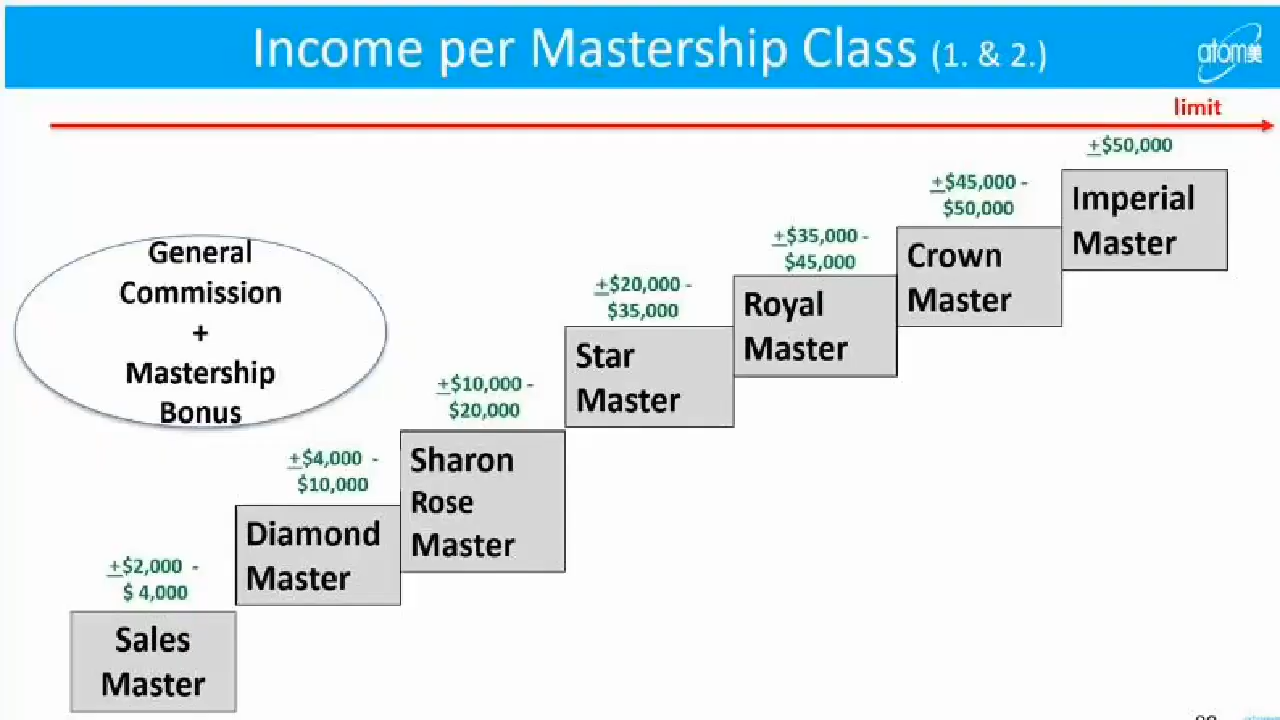 Income per Mastership Class (1. & 2.)
atom美
limit
+$50,000
Imperial
Master
+$45,000 -
$50,000
Crown
Master
+$35,000 -
$45,000
Royal
Master
+$20,000 -
$35,000
Star
Master
+$10,000 -
$20,000
Sharon
Rose
Master
+$4,000 -
$10,000
Diamond
Master
+$2,000 -
$ 4,000
Sales
Master
General
Commission
+
Mastership
Bonus